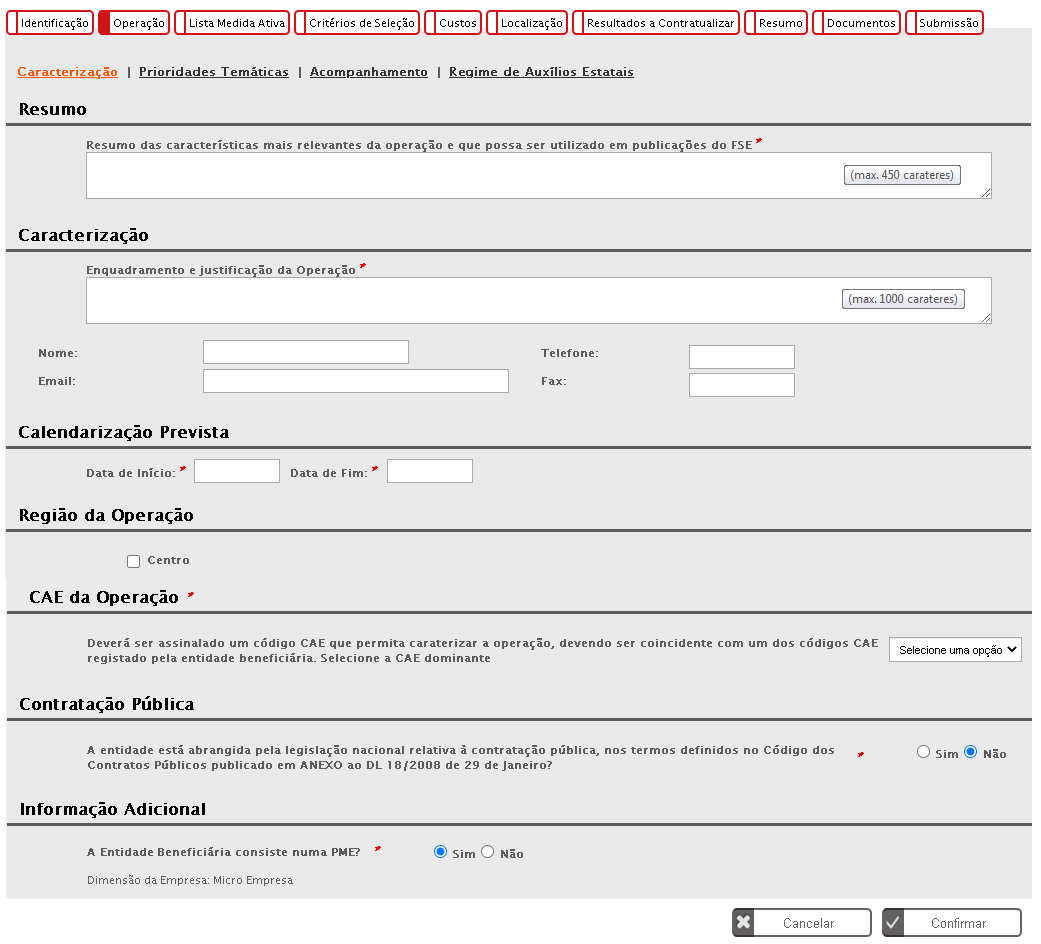 Identificação Operação Lista Medida Ativa Critérios de Seleção Custos Localização Resultados a Contratualizar Resumo Documentos Submissão
Caracterização | Prioridades Temáticas | Acompanhamento | Regime de Auxílios Estatais
Resumo
Resumo das características mais relevantes da operação e que possa ser utilizado em publicações do FSE *
(max. 450 carateres)
Caracterização
Enquadramento e justificação da Operação *
(max. 1000 carateres)
Nome: Telefone:
Email: Fax:
Calendarização Prevista
Data de Início: * Data de Fim: *
Região da Operação
Centro
CAE da Operação *
Deverá ser assinalado um código CAE que permita caraterizar a operação, devendo ser coincidente com um dos códigos CAE
registado pela entidade beneficiária. Selecione a CAE dominante
Selecione uma opção
Contratação Pública
A entidade está abrangida pela legislação nacional relativa à contratação pública, nos termos definidos no Código dos
Contratos Públicos publicado em ANEXO ao DL 18/2008 de 29 de Janeiro?
* Sim Não
Informação Adicional
A Entidade Beneficiária consiste numa PME? * Sim Não
Dimensão da Empresa: Micro Empresa
Cancelar Confirmar